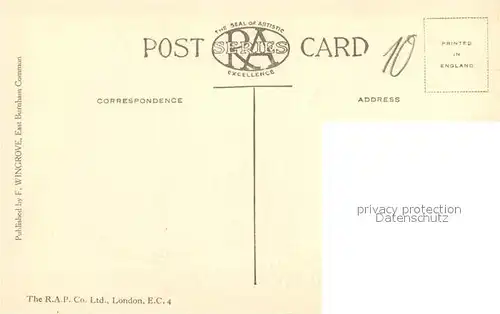 THE SEAL OF ARTISTIC
POST CARD
RA
SERIES
EXCELLENCE
10
PRINTED
IN
ENGLAND
CORRESPONDENCE
ADDRESS
Published by F. WINGROVE, East Burnham Common
privacy protection
Datenschutz
The R.A.P. Co. Ltd., London, E.C. 4